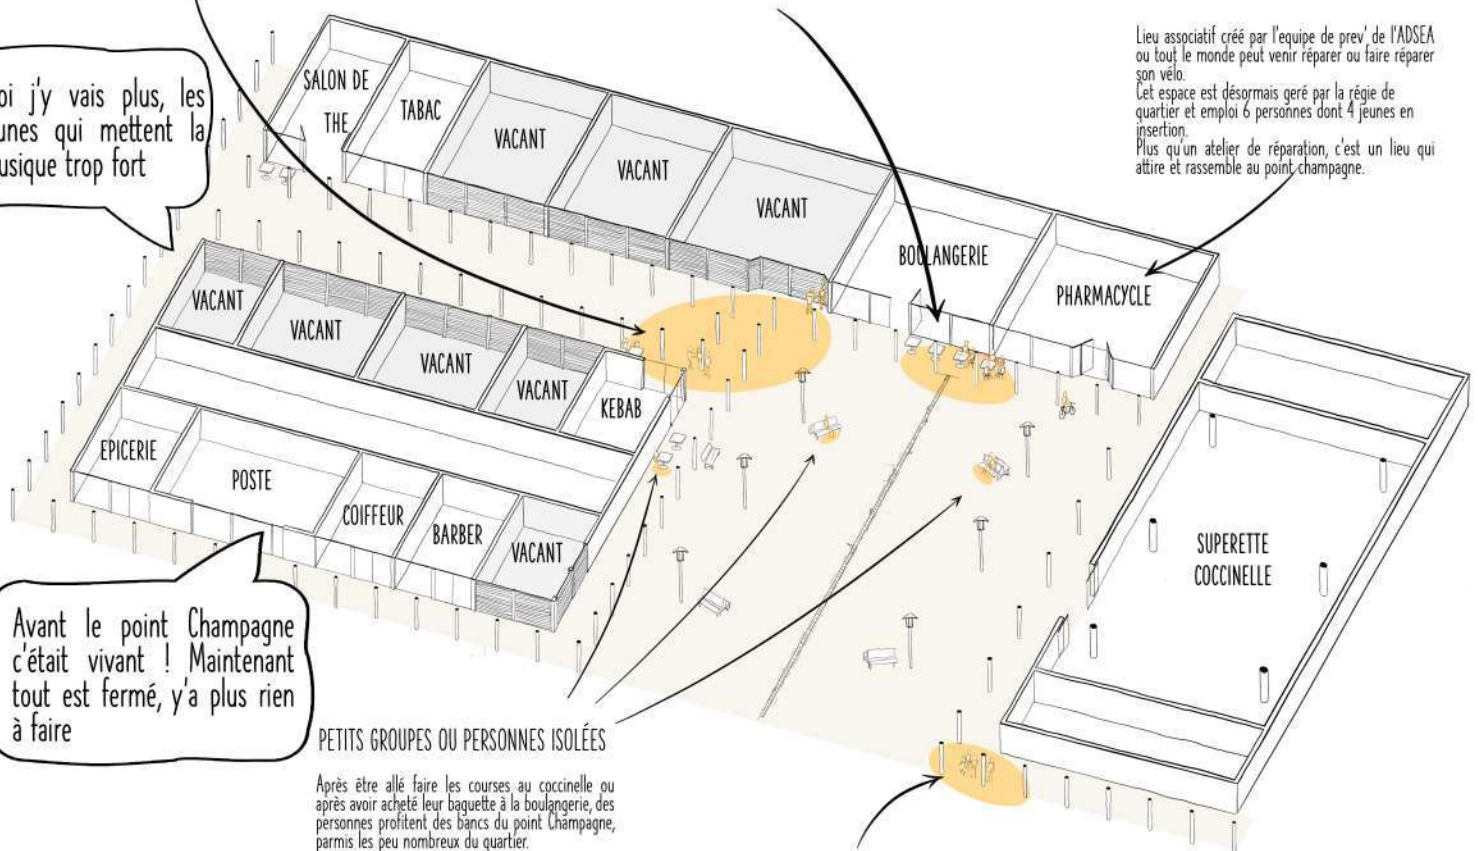 Lieu associatif créé par l'equipe de prev' de l'ADSEA
ou tout le monde peut venir réparer ou faire réparer
son vélo.
Cet espace est désormais geré par la régie de
quartier et emploi 6 personnes dont 4 jeunes en
insertion.
Plus qu'un atelier de réparation, c'est un lieu qui
attire et rassemble au point champagne.
oi j'y vais plus, les
unes qui mettent la
usique trop fort
SALON DE
THE
TABAC
VACANT
VACANT
VACANT
BOULANGERIE
PHARMACYCLE
VACANT
VACANT
VACANT
VACANT
KEBAB
EPICERIE
POSTE
COIFFEUR
BARBER
VACANT
SUPERETTE
COCCINELLE
Avant le point Champagne
c'était vivant ! Maintenant
tout est fermé, y'a plus rien
à faire
PETITS GROUPES OU PERSONNES ISOLÉES
Après être allé faire les courses au coccinelle ou
après avoir acheté leur baguette à la boulangerie, des
personnes profitent des bancs du point Champagne,
parmis les peu nombreux du quartier.